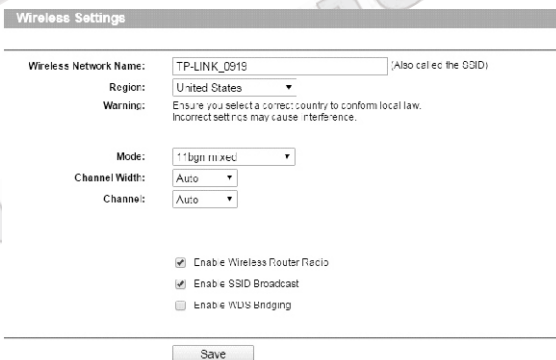 Wireless Settings
Wireless Network Name: TP-LINK_0919 (Also called the SSID)
Region: United States
Warning: Ensure you select a correct country to conform local law.
Incorrect settings may cause interference.
Mode: 11bgn mixed
Channel Width: Auto
Channel: Auto
Enable Wireless Router Radio
Enable SSID Broadcast
Enable WDS Bridging
Save